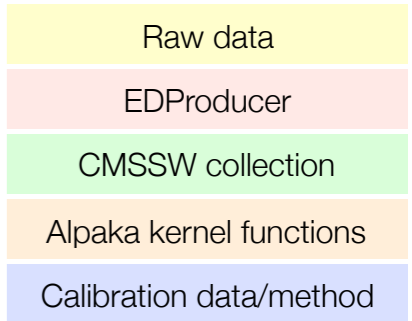 Raw data
EDProducer
CMSSW collection
Alpaka kernel functions
Calibration data/method